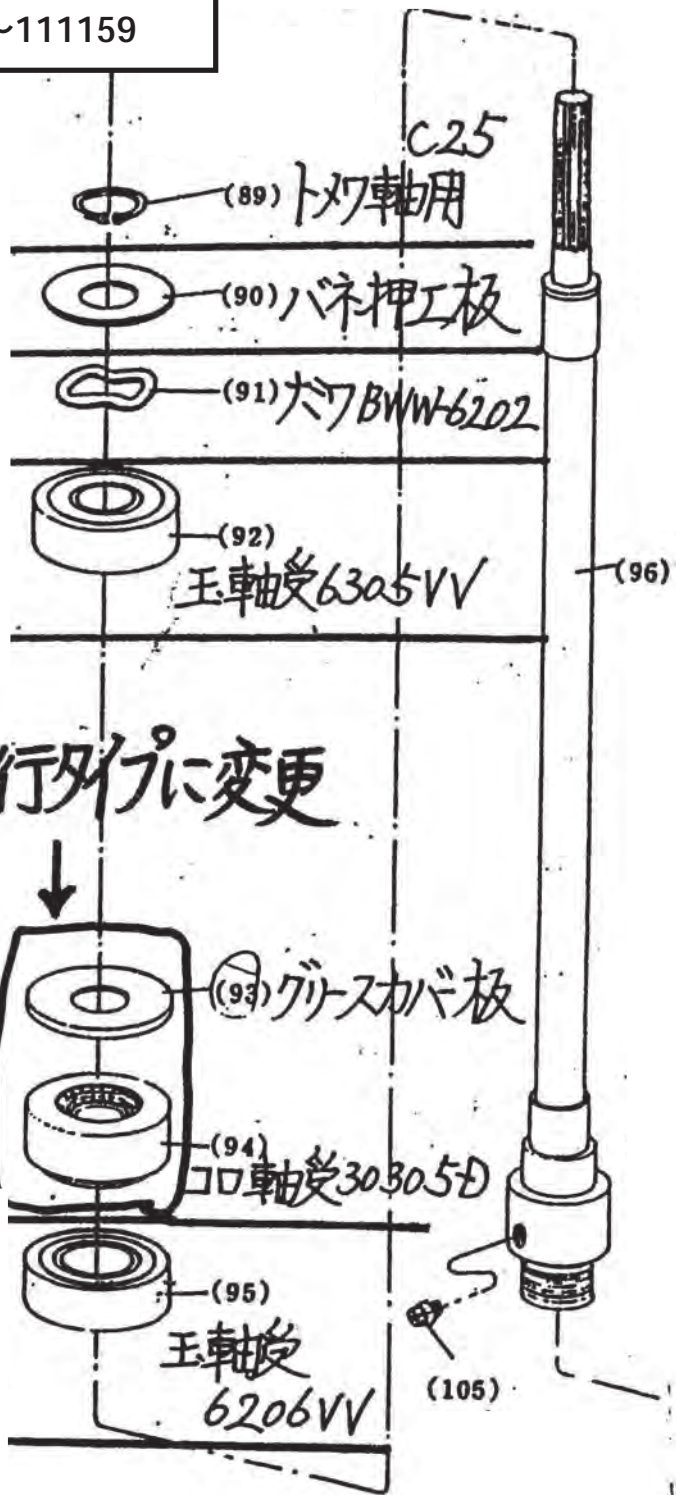 ~111159
C25
(89) トメワ軸用
(90) バネ押エ板
(91) ナミワBWW-6202
(92)
玉軸受6305VV
(96)
行タイプに変更
(93) グリースカバー板
(94)
コロ軸受30305-D
(95)
玉軸受
6206VV
(105)